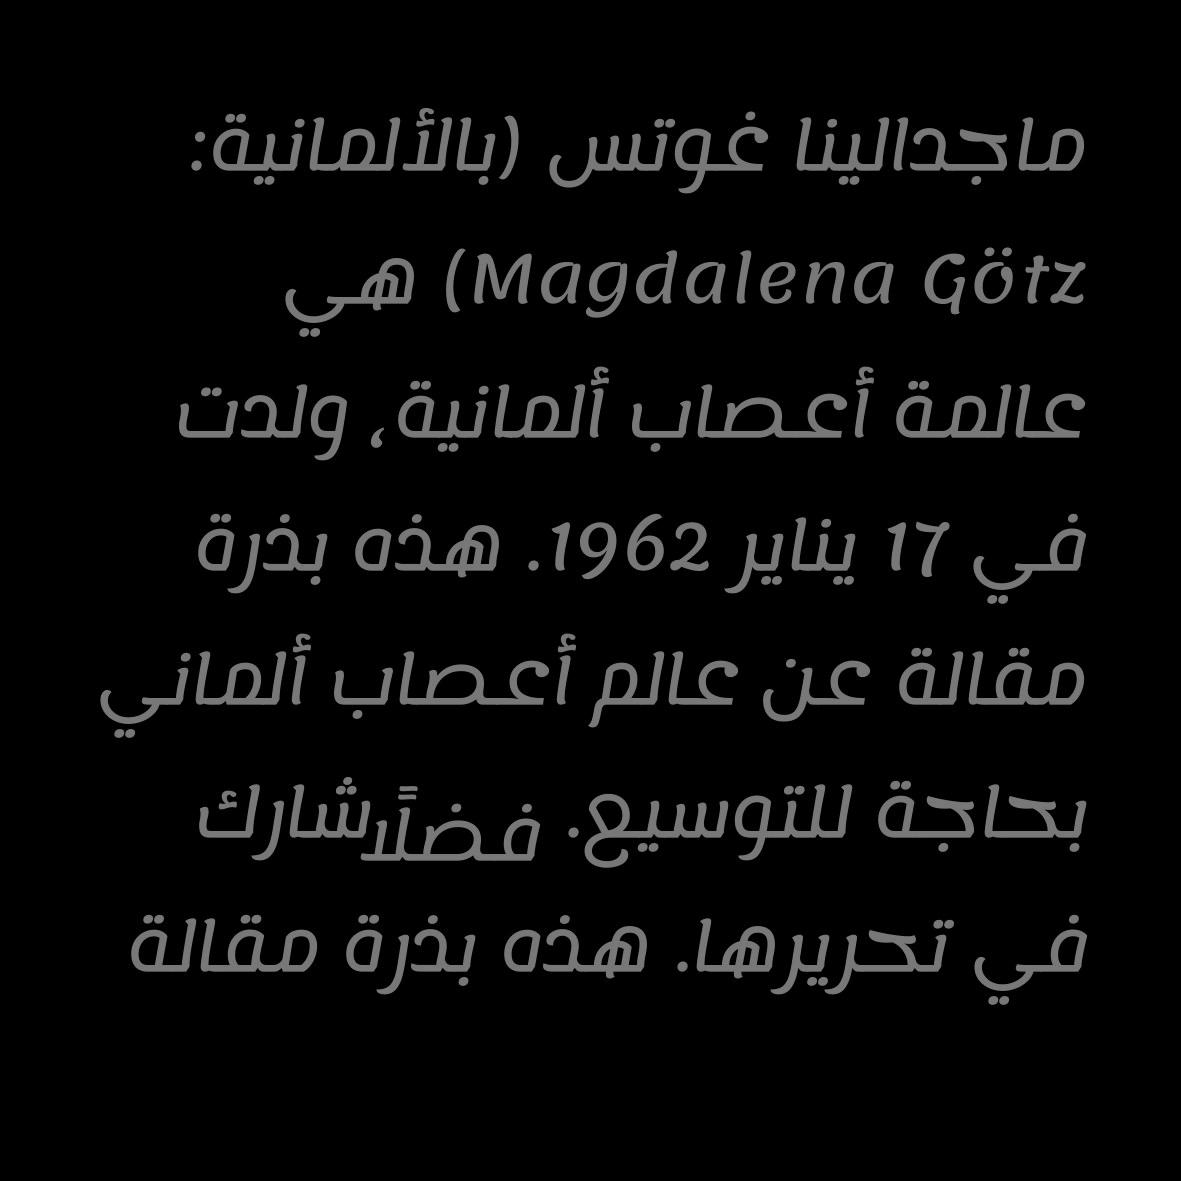 ماجدالينا غوتس (بالألمانية:
Magdalena Götz) هي
عالمة أعصاب ألمانية، ولدت
في 17 يناير 1962. هذه بذرة
مقالة عن عالم أعصاب ألماني
بحاجة للتوسيع. فضلًا شارك
في تحريرها. هذه بذرة مقالة